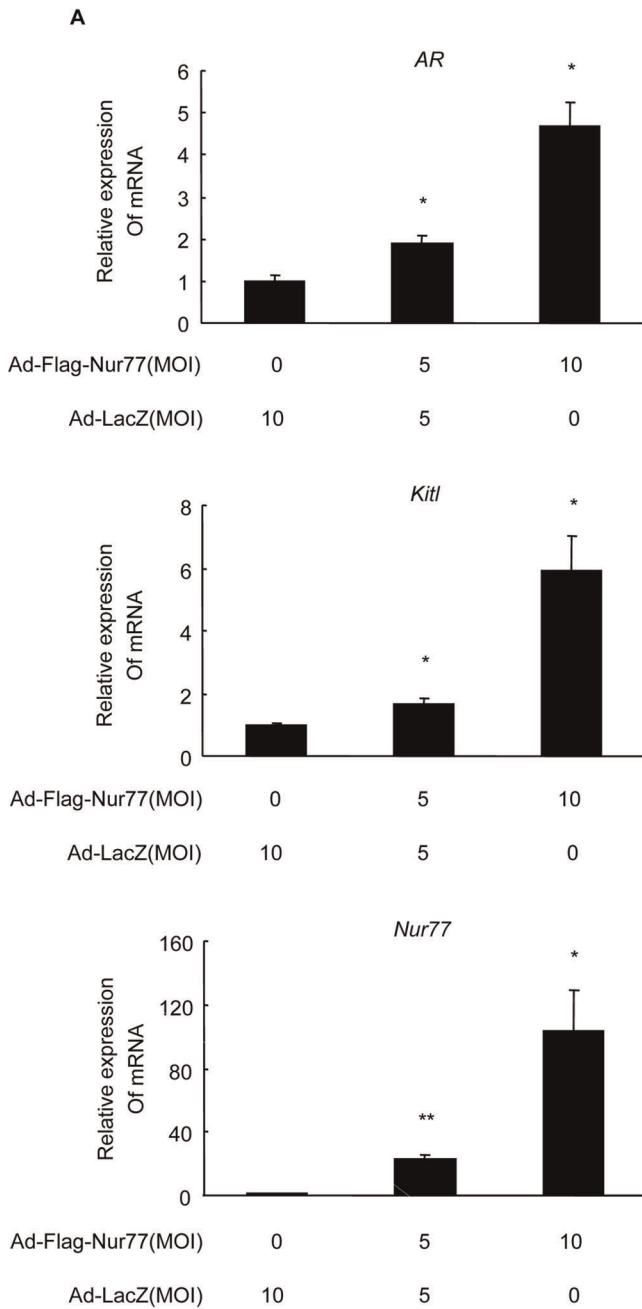 A
AR
*
*
6
5
4
3
2
1
0
Relative expression
Of mRNA
Ad-Flag-Nur77(MOI) 0 5 10
Ad-LacZ(MOI) 10 5 0
Kitl
*
*
8
6
4
2
0
Relative expression
Of mRNA
Ad-Flag-Nur77(MOI) 0 5 10
Ad-LacZ(MOI) 10 5 0
Nur77
*
**
160
120
80
40
0
Relative expression
Of mRNA
Ad-Flag-Nur77(MOI) 0 5 10
Ad-LacZ(MOI) 10 5 0